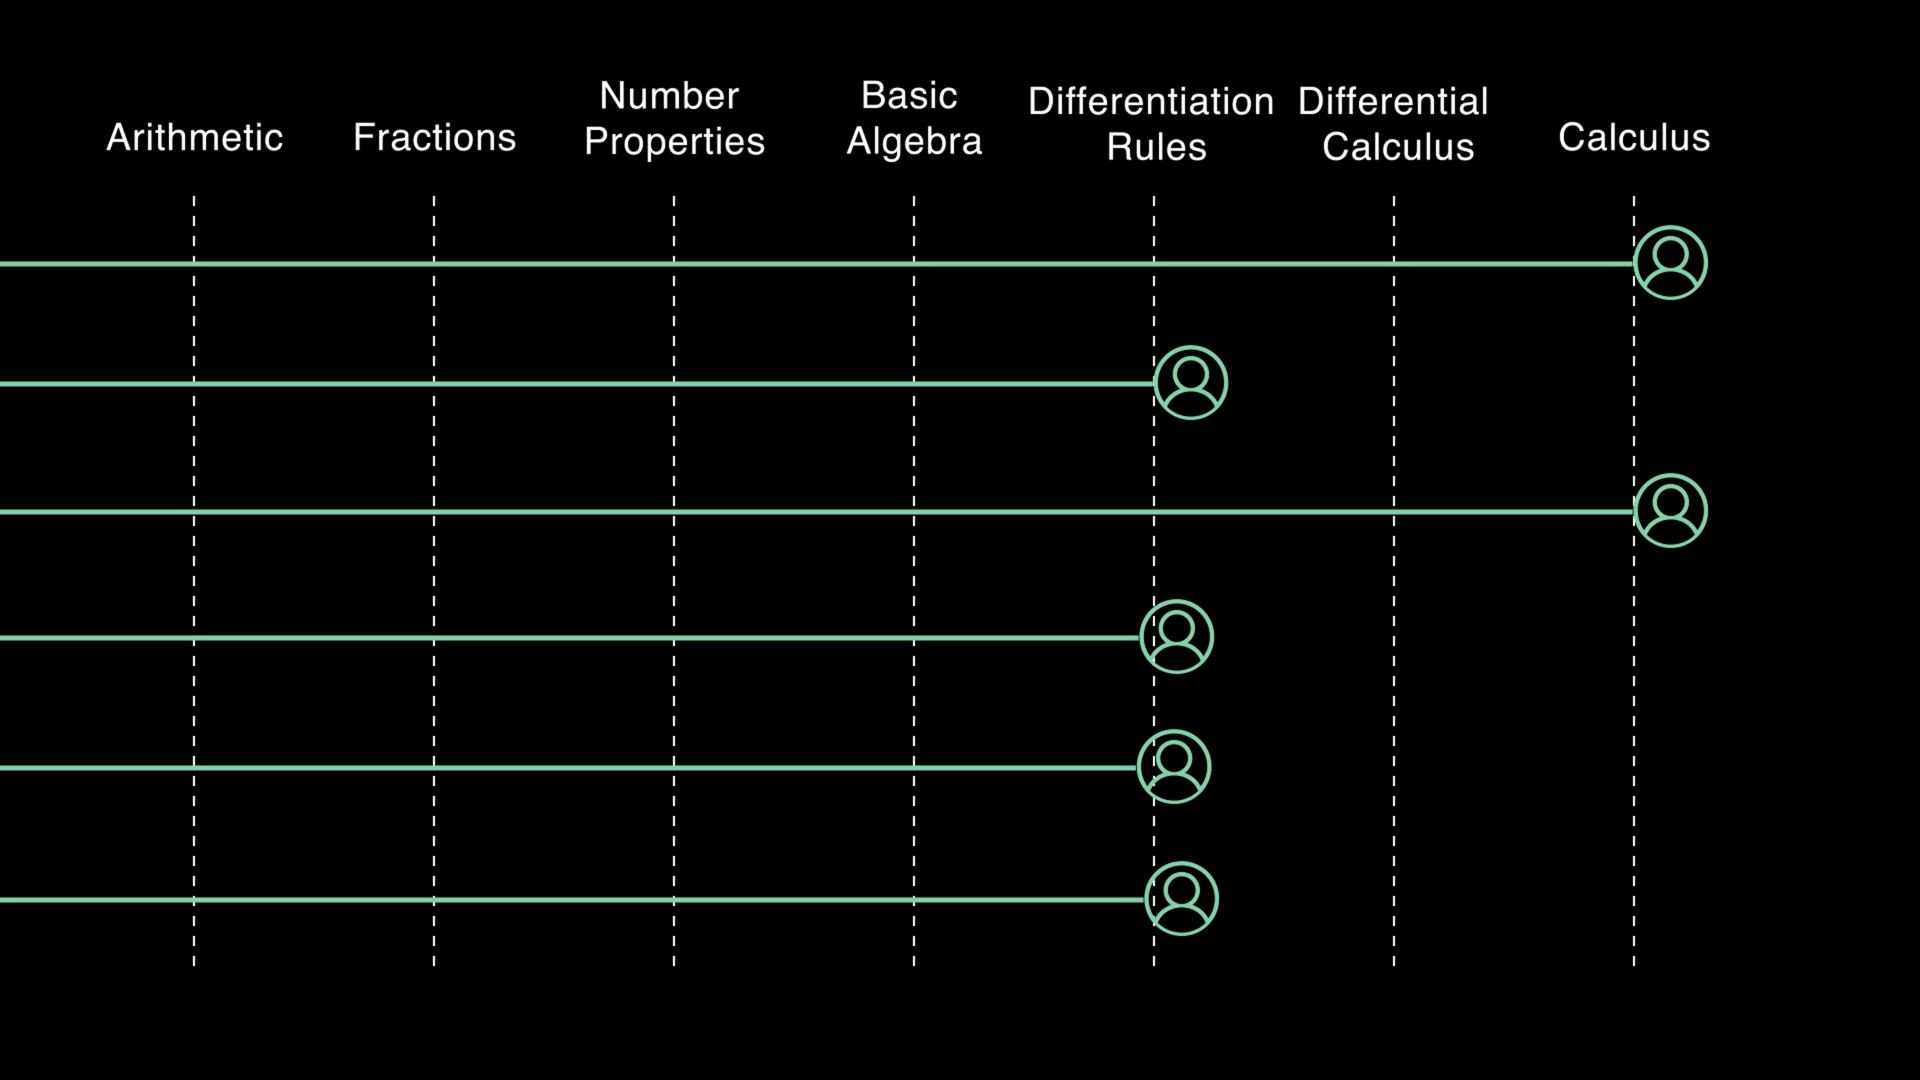 Arithmetic
Fractions
Number
Properties
Basic
Algebra
Differentiation
Rules
Differential
Calculus
Calculus